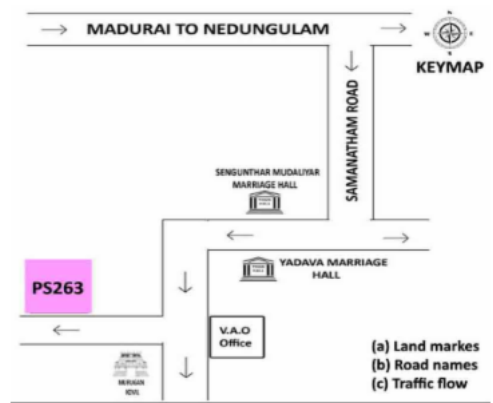 MADURAI TO NEDUNGULAM
N
W
E
S
KEYMAP
SAMANATHAM ROAD
SENGUNTHAR MUDALIYAR
MARRIAGE HALL
YADAVA MARRIAGE
HALL
PS263
V.A.O
Office
MURUGAN
KOVIL
(a) Land markes
(b) Road names
(c) Traffic flow